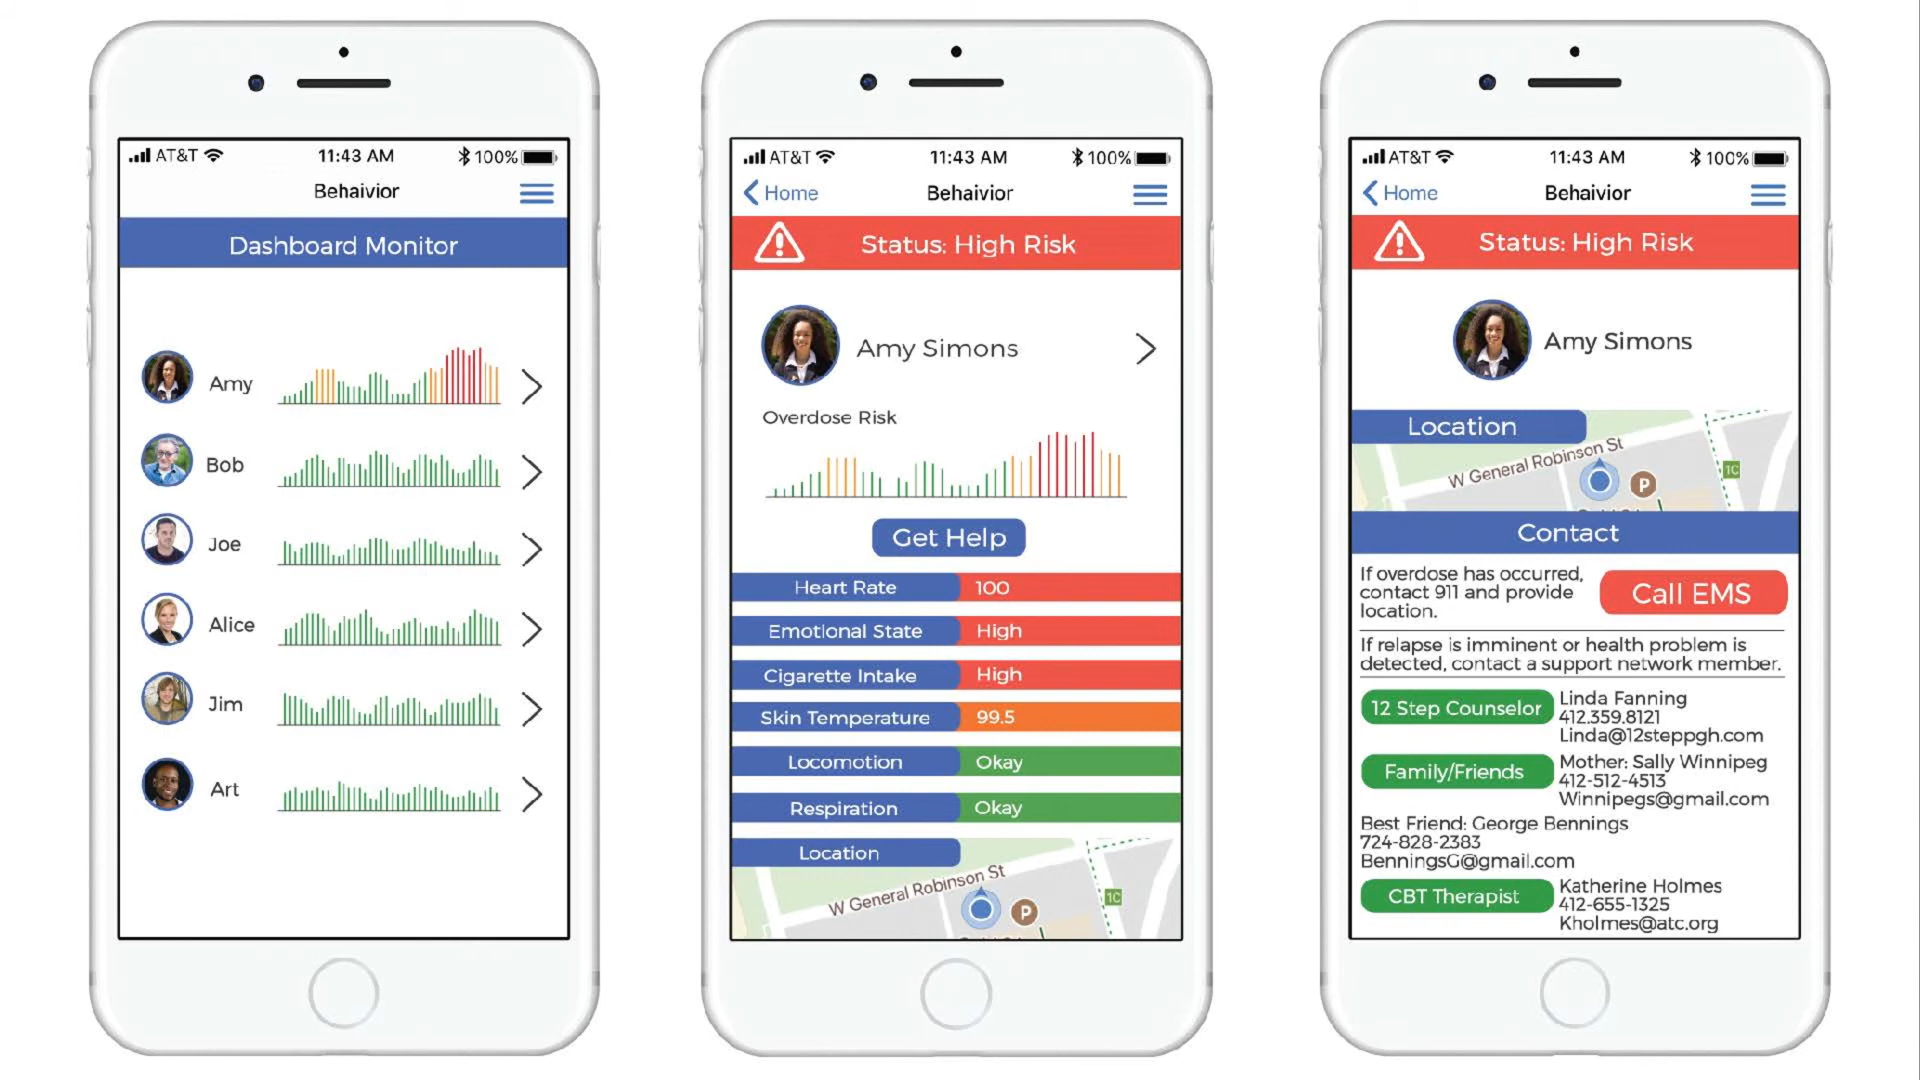 AT&T 11:43 AM 100%
Behaivior
Dashboard Monitor
Amy
Bob
Joe
Alice
Jim
Art
AT&T 11:43 AM 100%
Home Behaivior
Status: High Risk
Amy Simons
Overdose Risk
Get Help
Heart Rate 100
Emotional State High
Cigarette Intake High
Skin Temperature 99.5
Locomotion Okay
Respiration Okay
Location
W General Robinson St
P
1C
AT&T 11:43 AM 100%
Home Behaivior
Status: High Risk
Amy Simons
Location
W General Robinson St
P
1C
Contact
If overdose has occurred,
contact 911 and provide
location.
Call EMS
If relapse is imminent or health problem is
detected, contact a support network member.
12 Step Counselor
Linda Fanning
412.359.8121
Linda@12steppgh.com
Family/Friends
Mother: Sally Winnipeg
412-512-4513
Winnipegs@gmail.com
Best Friend: George Bennings
724-828-2383
BenningsG@gmail.com
CBT Therapist
Katherine Holmes
412-655-1325
Kholmes@atc.org